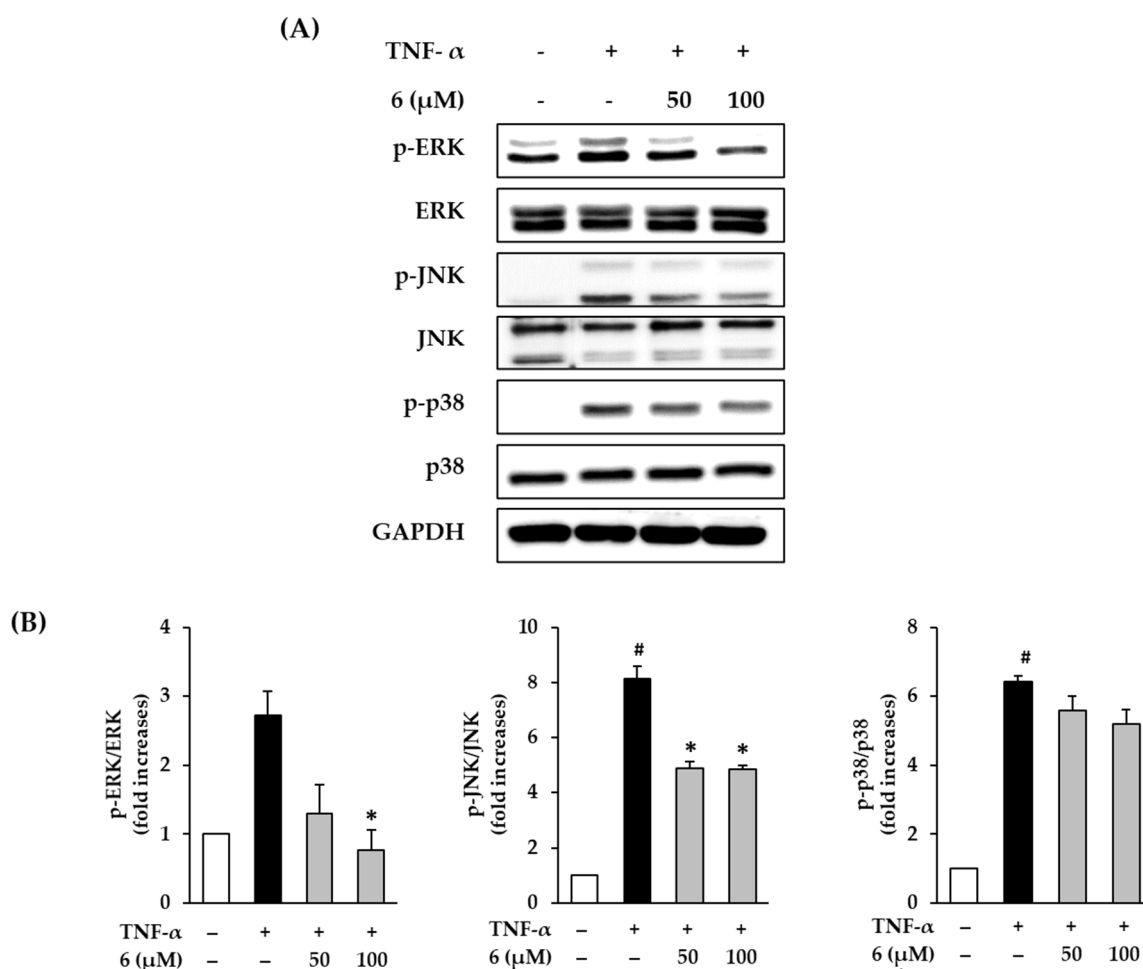 (A)
TNF- α - + + +
6 (μM) - - 50 100
p-ERK
ERK
p-JNK
JNK
p-p38
p38
GAPDH
(B)
p-ERK/ERK
(fold increases)
4
3
2
1
0
*
TNF-α – + + +
6 (μM) – – 50 100
p-JNK/JNK
(fold increases)
10
8
6
4
2
0
#
* *
TNF-α – + + +
6 (μM) – – 50 100
p-p38/p38
(fold increases)
8
6
4
2
0
#
TNF-α – + + +
6 (μM) – – 50 100